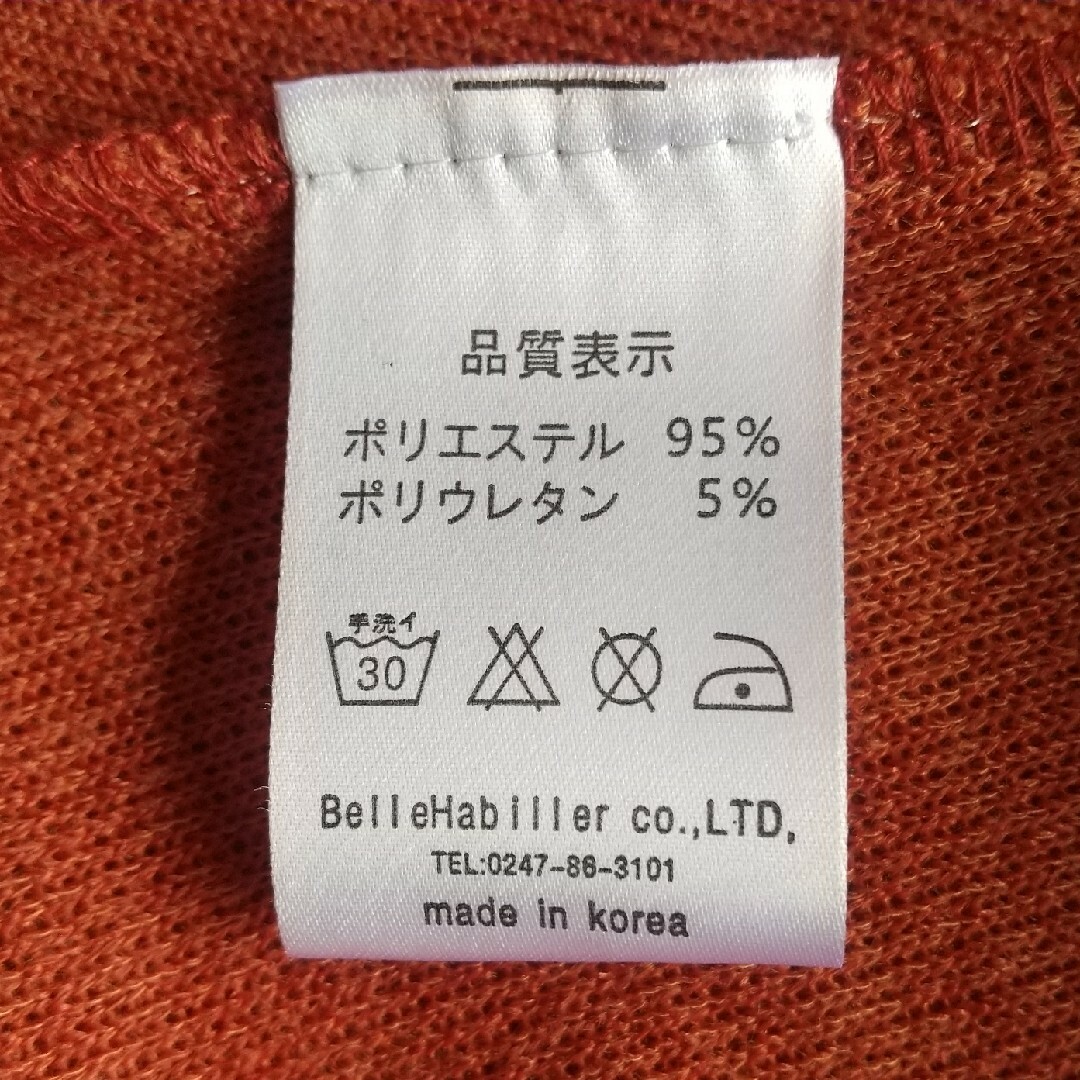 品質表示
ポリエステル 95%
ポリウレタン 5%
手洗イ
30
BelleHabiller co.,LTD,
TEL:0247-86-3101
made in korea